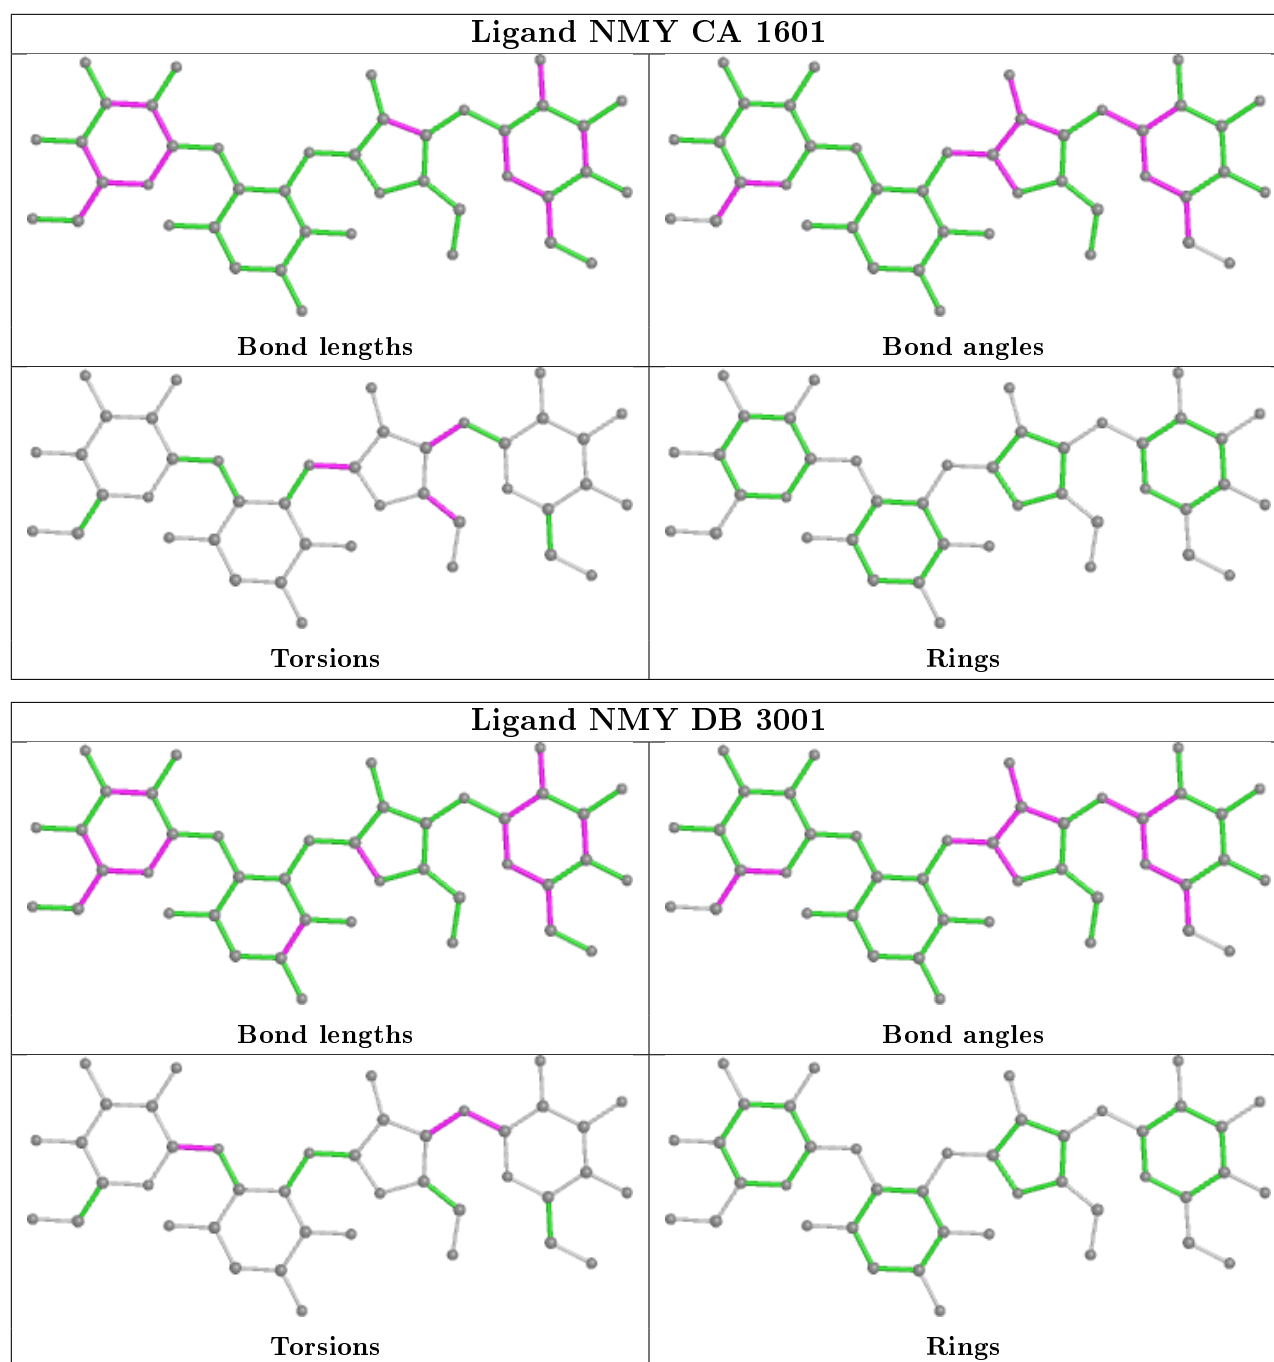 Ligand NMY CA 1601
Bond lengths
Bond angles
Torsions
Rings
Ligand NMY DB 3001
Bond lengths
Bond angles
Torsions
Rings